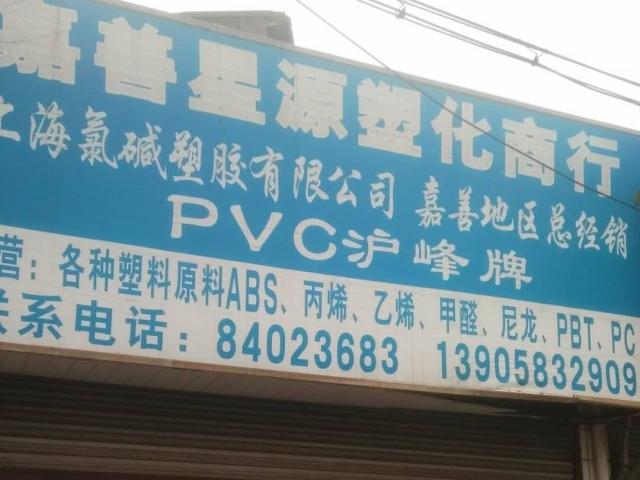 嘉善星源塑化商行
上海氯碱塑胶有限公司 嘉善地区总经销
PVC沪峰牌
营：各种塑料原料ABS、丙烯、乙烯、甲醛、尼龙、PBT、PC
联系电话：84023683 13905832909